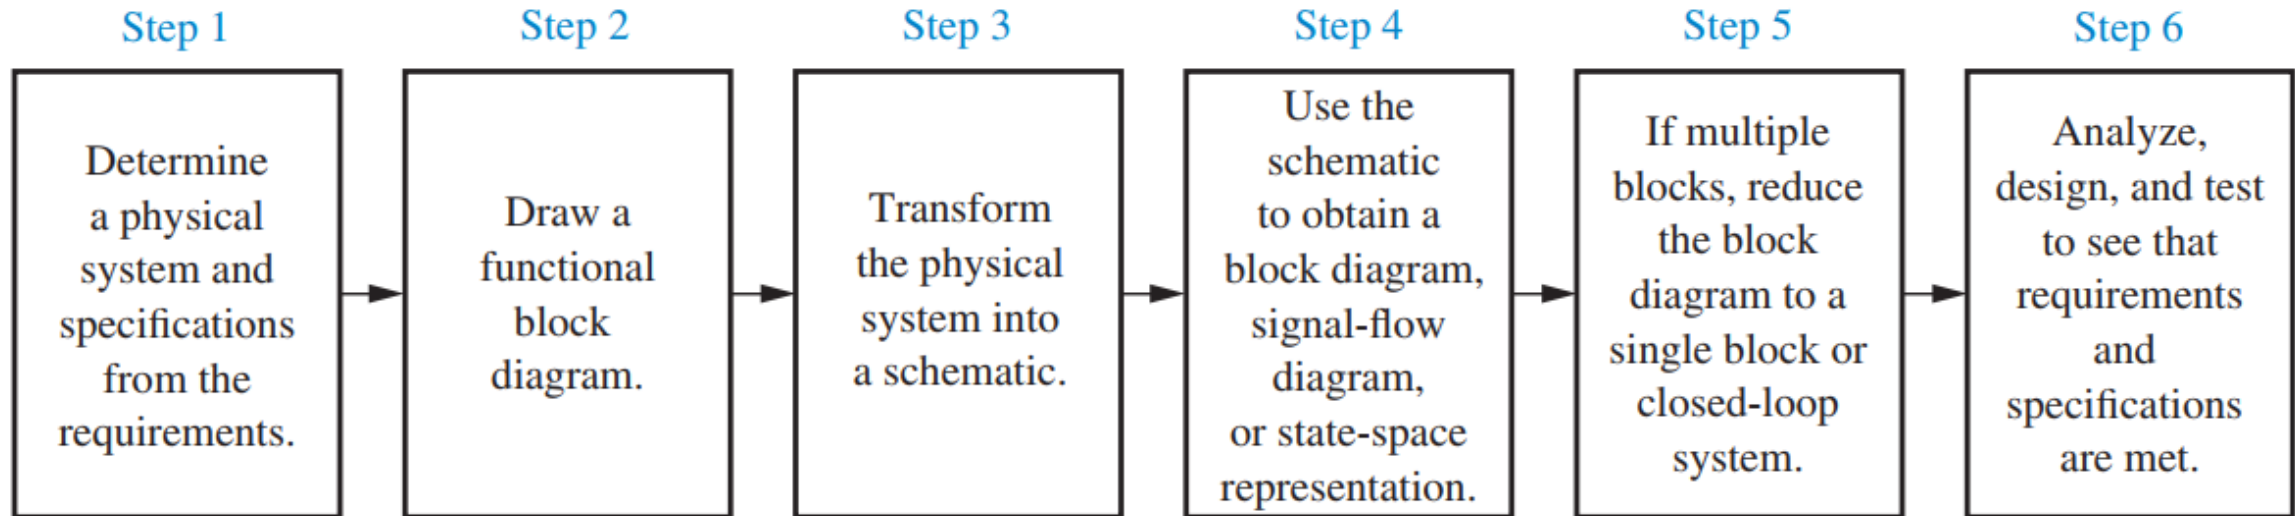 Step 1
Determine
a physical
system and
specifications
from the
requirements.
Step 2
Draw a
functional
block
diagram.
Step 3
Transform
the physical
system into
a schematic.
Step 4
Use the
schematic
to obtain a
block diagram,
signal-flow
diagram,
or state-space
representation.
Step 5
If multiple
blocks, reduce
the block
diagram to a
single block or
closed-loop
system.
Step 6
Analyze,
design, and test
to see that
requirements
and
specifications
are met.